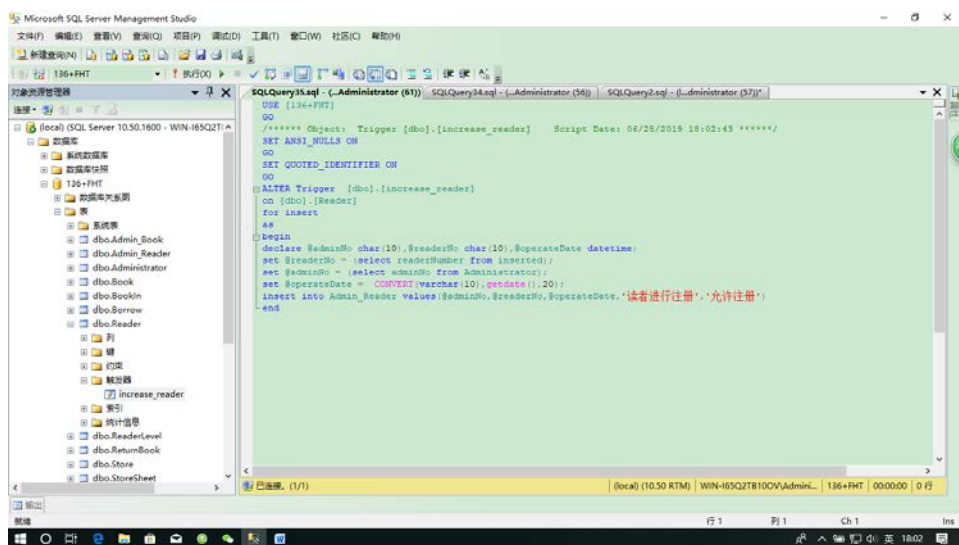 Microsoft SQL Server Management Studio
文件(F) 编辑(E) 查看(V) 查询(Q) 项目(P) 调试(D) 工具(T) 窗口(W) 社区(C) 帮助(H)
新建查询(N)
136+FHT 执行(X)
对象资源管理器
SQLQuery35.sql - (...Administrator (61)) SQLQuery34.sql - (...Administrator (56)) SQLQuery2.sql - (l...dministrator (57))*
连接
(local) (SQL Server 10.50.1600 - WIN-I65Q2T
数据库
系统数据库
数据库快照
136+FHT
数据库关系图
表
系统表
dbo.Admin_Book
dbo.Admin_Reader
dbo.Administrator
dbo.Book
dbo.BookIn
dbo.Borrow
dbo.Reader
列
键
约束
触发器
increase_reader
索引
统计信息
dbo.ReaderLevel
dbo.ReturnBook
dbo.Store
dbo.StoreSheet
USE [136+FHT]
GO
/****** Object: Trigger [dbo].[increase_reader] Script Date: 06/25/2019 18:02:43 ******/
SET ANSI_NULLS ON
GO
SET QUOTED_IDENTIFIER ON
GO
ALTER Trigger [dbo].[increase_reader]
on [dbo].[Reader]
for insert
as
begin
declare @adminNo char(10),@readerNo char(10),@operateDate datetime;
set @readerNo = (select readerNumber from inserted);
set @adminNo = (select adminNo from Administrator);
set @operateDate = CONVERT(varchar(10),getdate(),20);
insert into Admin_Reader values(@adminNo,@readerNo,@operateDate,'读者进行注册','允许注册')
end
已连接。(1/1) (local) (10.50 RTM) WIN-I65Q2TB10OV\Admini... 136+FHT 00:00:00 0 行
输出
就绪 行 1 列 1 Ch 1 Ins
英 18:02